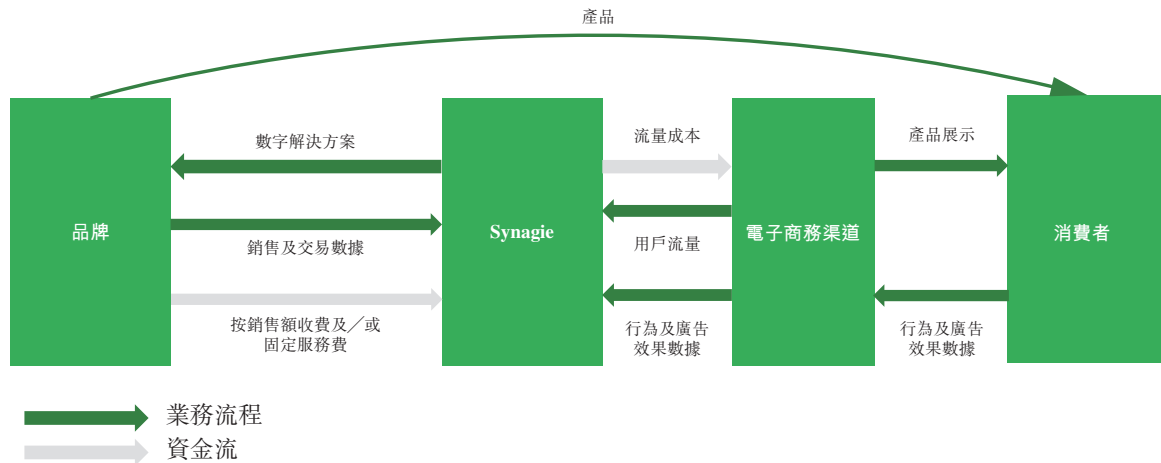 產品
數字解決方案
流量成本
產品展示
品牌
Synagie
電子商務渠道
消費者
銷售及交易數據
用戶流量
按銷售額收費及／或
固定服務費
行為及廣告
效果數據
行為及廣告
效果數據
業務流程
資金流